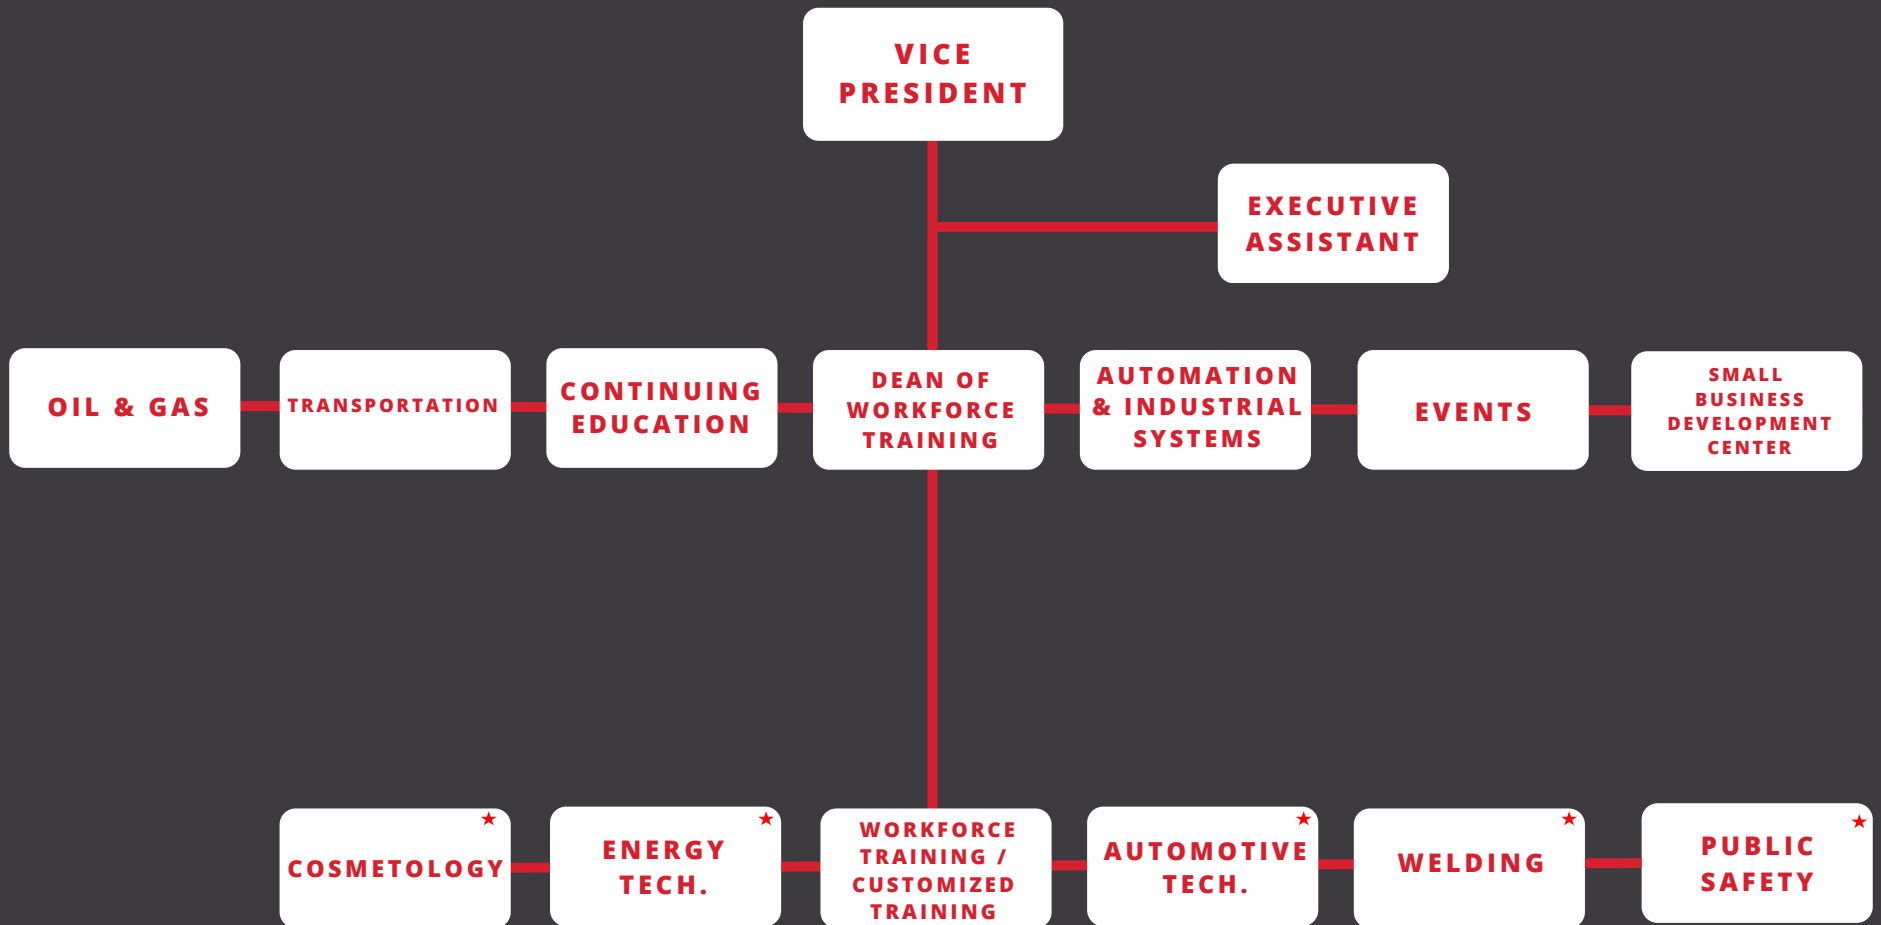 VICE
PRESIDENT
EXECUTIVE
ASSISTANT
OIL & GAS
TRANSPORTATION
CONTINUING
EDUCATION
DEAN OF
WORKFORCE
TRAINING
AUTOMATION
& INDUSTRIAL
SYSTEMS
EVENTS
SMALL
BUSINESS
DEVELOPMENT
CENTER
COSMETOLOGY
ENERGY
TECH.
WORKFORCE
TRAINING /
CUSTOMIZED
TRAINING
AUTOMOTIVE
TECH.
WELDING
PUBLIC
SAFETY